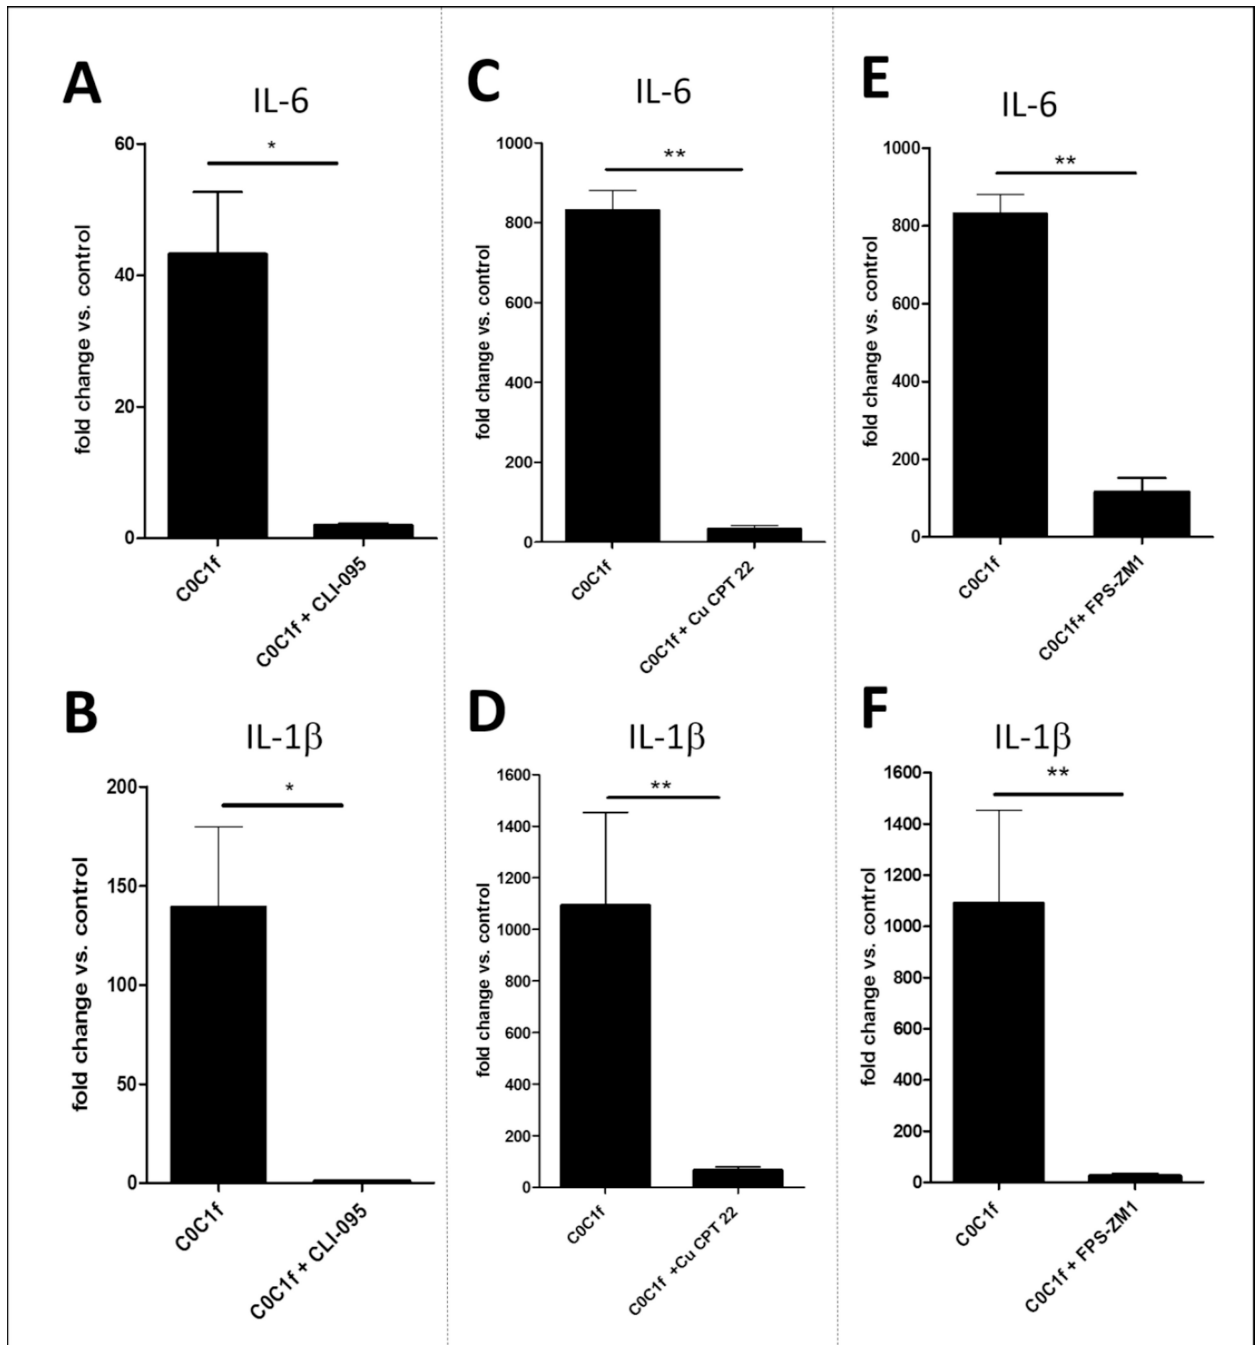 A
IL-6
*
fold change vs. control
60
40
20
0
C0C1f
C0C1f + CLI-095
B
IL-1β
*
fold change vs. control
200
150
100
50
0
C0C1f
C0C1f + CLI-095
C
IL-6
**
fold change vs. control
1000
800
600
400
200
0
C0C1f
C0C1f + Cu CPT 22
D
IL-1β
**
fold change vs. control
1600
1400
1200
1000
800
600
400
200
0
C0C1f
C0C1f +Cu CPT 22
E
IL-6
**
fold change vs. control
1000
800
600
400
200
0
C0C1f
C0C1f+ FPS-ZM1
F
IL-1β
**
fold change vs. control
1600
1400
1200
1000
800
600
400
200
0
C0C1f
C0C1f + FPS-ZM1